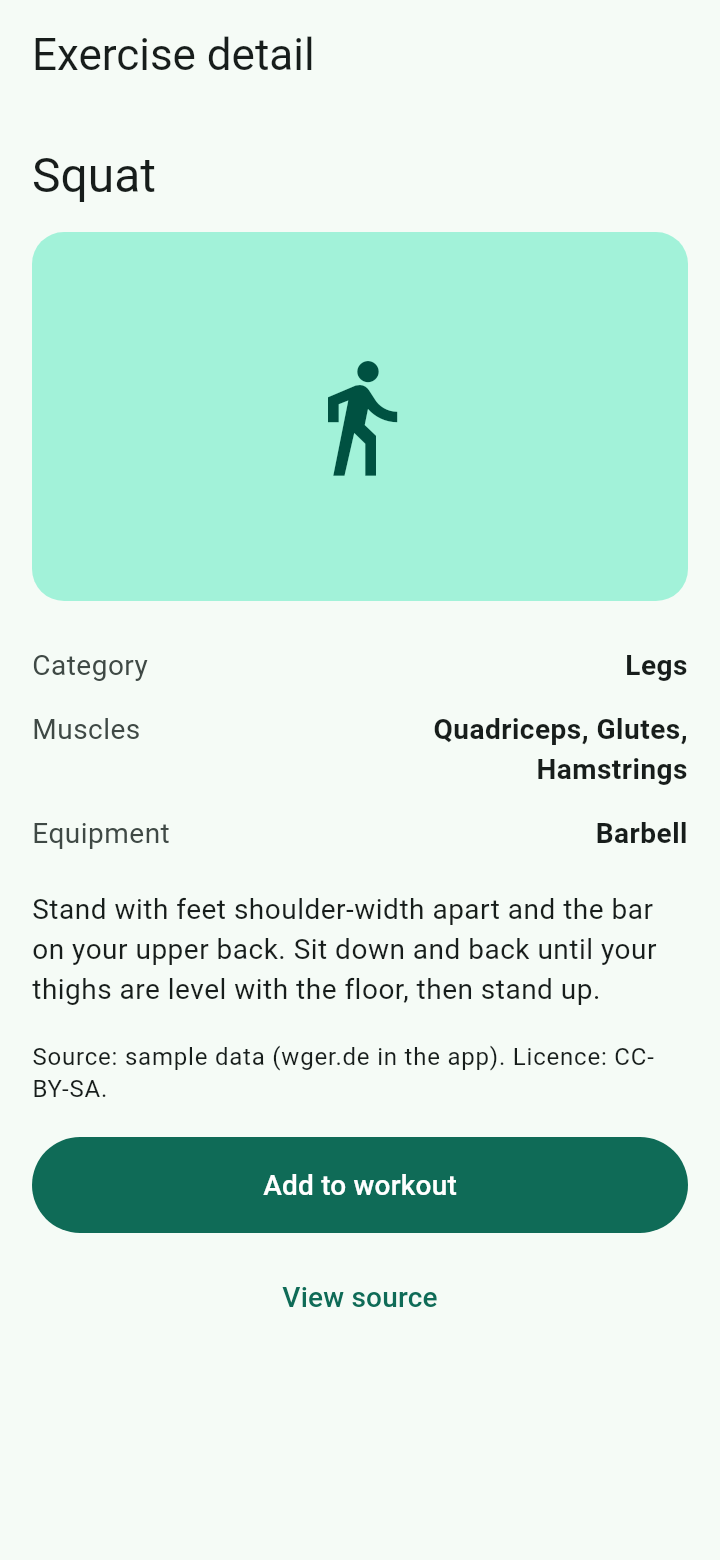 Exercise detail
Squat
Category
Legs
Muscles
Quadriceps, Glutes,
Hamstrings
Equipment
Barbell
Stand with feet shoulder-width apart and the bar
on your upper back. Sit down and back until your
thighs are level with the floor, then stand up.
Source: sample data (wger.de in the app). Licence: CC-
BY-SA.
Add to workout
View source